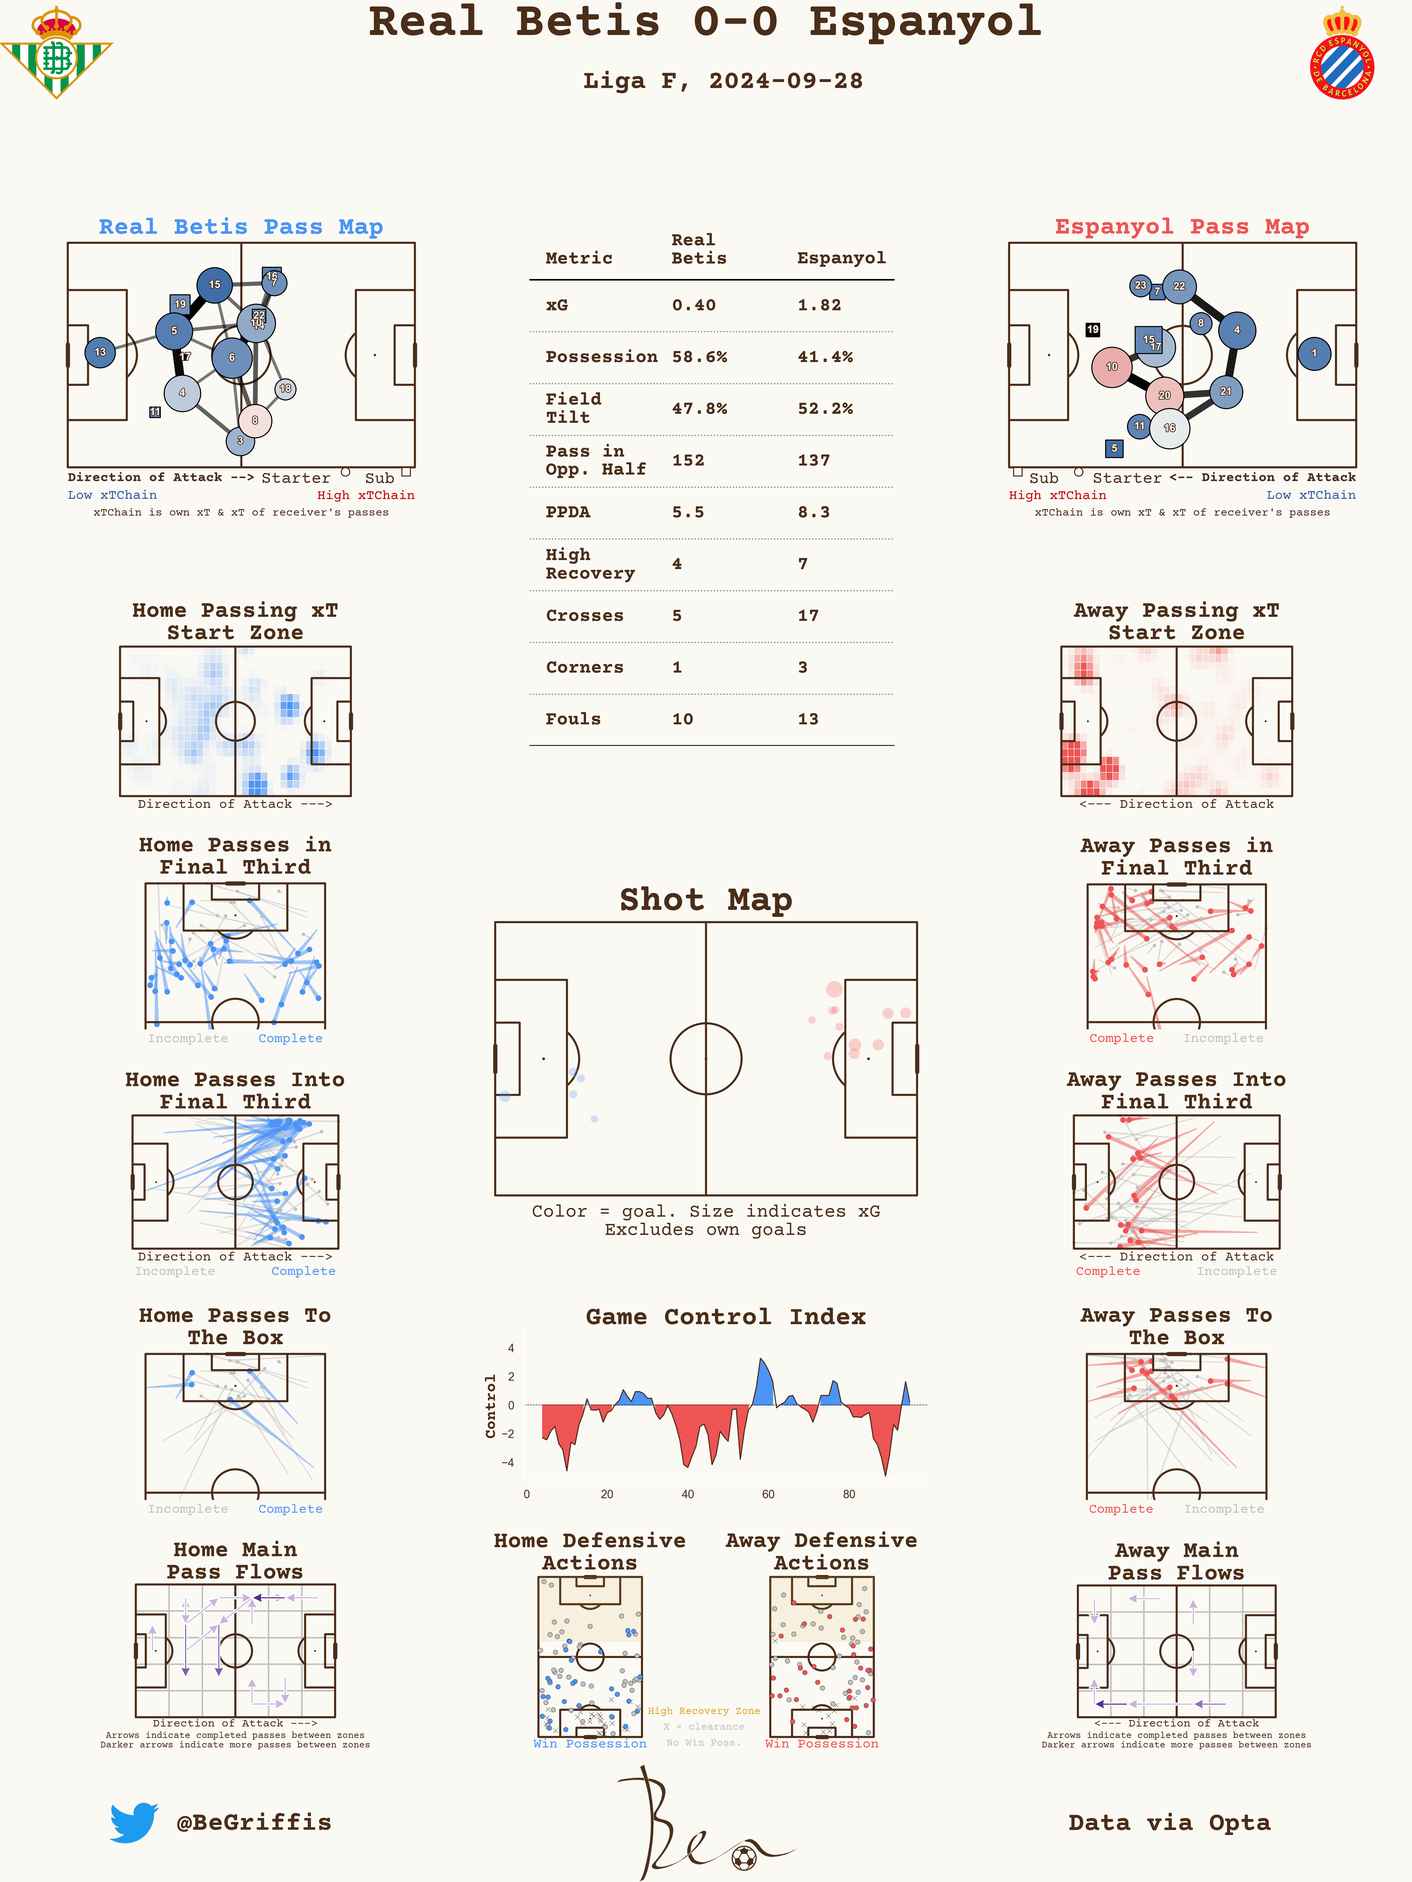 Real Betis 0-0 Espanyol
Liga F, 2024-09-28
RCD ESPANYOL
DE BARCELONA
Real Betis Pass Map
13
5
19
15
16
7
22
10
6
17
4
11
18
8
3
Direction of Attack --> Starter Sub
Low xTChain High xTChain
xTChain is own xT & xT of receiver's passes
Metric Real Betis Espanyol
xG 0.40 1.82
Possession 58.6% 41.4%
Field Tilt 47.8% 52.2%
Pass in Opp. Half 152 137
PPDA 5.5 8.3
High Recovery 4 7
Crosses 5 17
Corners 1 3
Fouls 10 13
Espanyol Pass Map
23
7
22
19
8
4
15
17
1
10
20
21
11
16
5
Sub Starter <-- Direction of Attack
High xTChain Low xTChain
xTChain is own xT & xT of receiver's passes
Home Passing xT
Start Zone
Direction of Attack --->
Away Passing xT
Start Zone
<--- Direction of Attack
Home Passes in
Final Third
Incomplete Complete
Away Passes in
Final Third
Complete Incomplete
Shot Map
Color = goal. Size indicates xG
Excludes own goals
Home Passes Into
Final Third
Direction of Attack --->
Incomplete Complete
Away Passes Into
Final Third
<--- Direction of Attack
Complete Incomplete
Home Passes To
The Box
Incomplete Complete
Game Control Index
Control
4
2
0
−2
−4
0 20 40 60 80
Away Passes To
The Box
Complete Incomplete
Home Main
Pass Flows
Direction of Attack --->
Arrows indicate completed passes between zones
Darker arrows indicate more passes between zones
Home Defensive
Actions
Win Possession
High Recovery Zone
X = clearance
No Win Poss.
Away Defensive
Actions
Win Possession
Away Main
Pass Flows
<--- Direction of Attack
Arrows indicate completed passes between zones
Darker arrows indicate more passes between zones
@BeGriffis
Ben
Data via Opta